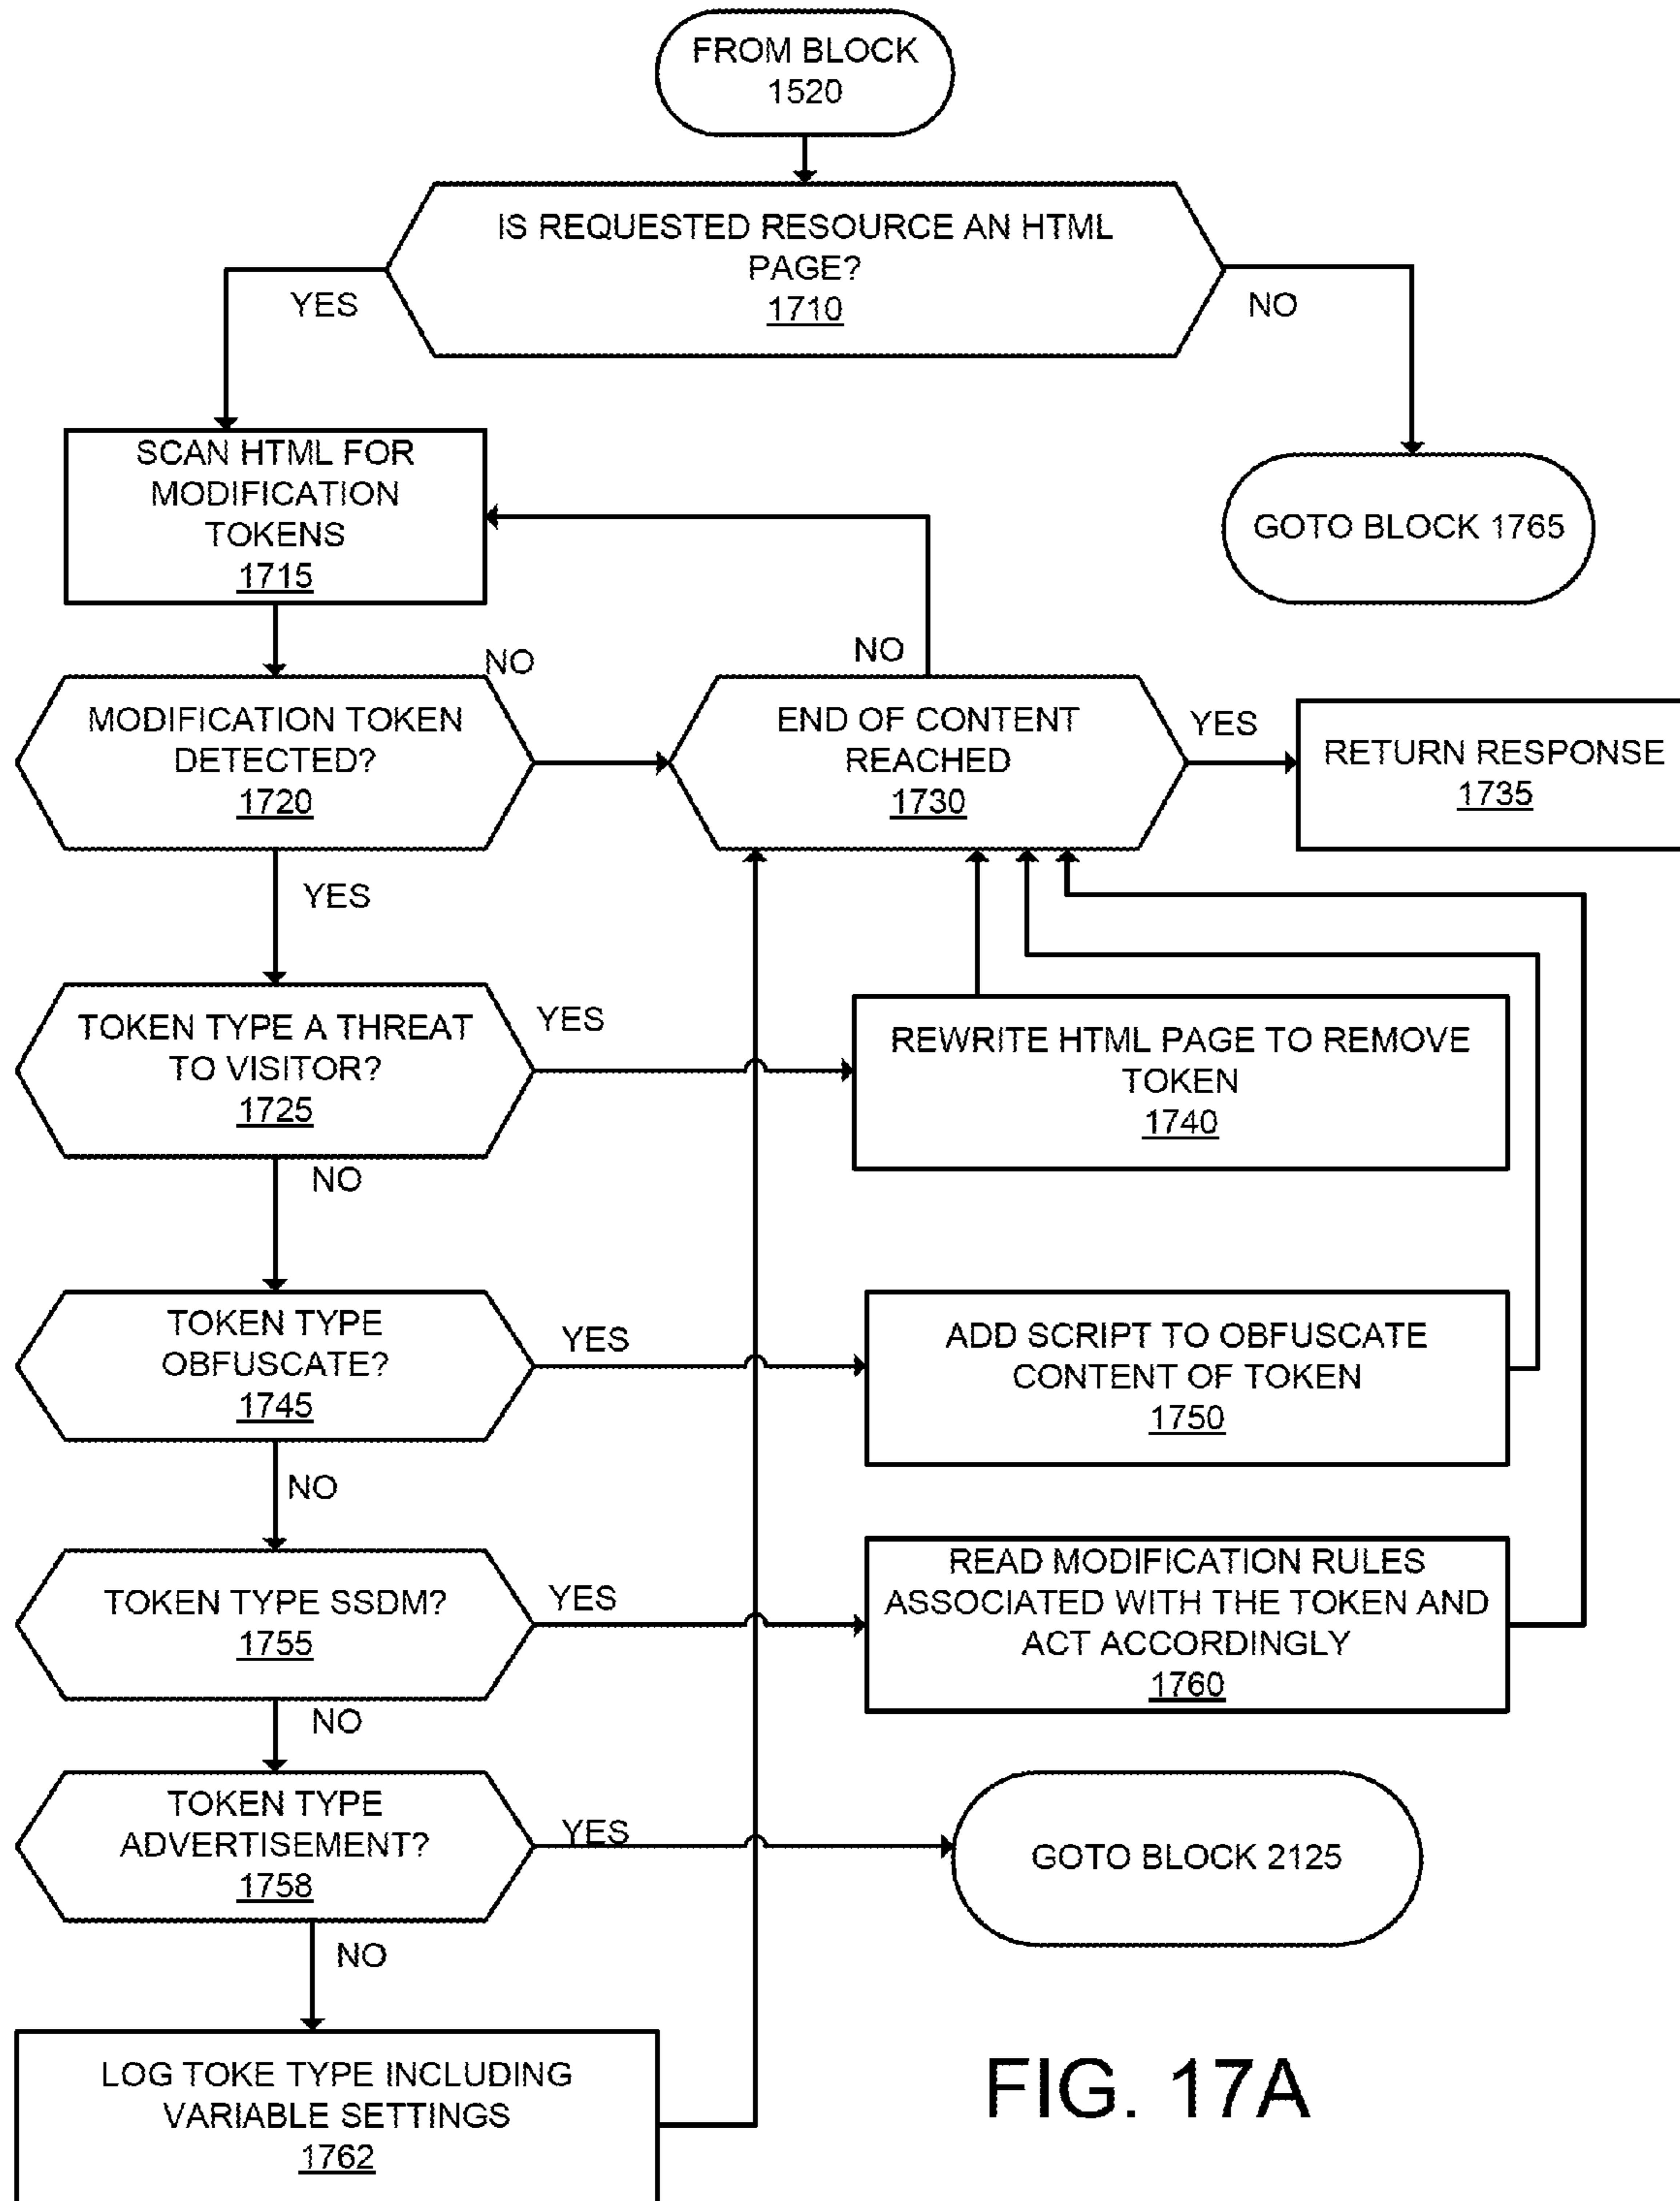 FROM BLOCK
1520
IS REQUESTED RESOURCE AN HTML
PAGE?
1710
YES
NO
SCAN HTML FOR
MODIFICATION
TOKENS
1715
GOTO BLOCK 1765
NO
NO
MODIFICATION TOKEN
DETECTED?
1720
END OF CONTENT
REACHED
1730
YES
RETURN RESPONSE
1735
YES
TOKEN TYPE A THREAT
TO VISITOR?
1725
YES
REWRITE HTML PAGE TO REMOVE
TOKEN
1740
NO
TOKEN TYPE
OBFUSCATE?
1745
YES
ADD SCRIPT TO OBFUSCATE
CONTENT OF TOKEN
1750
NO
TOKEN TYPE SSDM?
1755
YES
READ MODIFICATION RULES
ASSOCIATED WITH THE TOKEN AND
ACT ACCORDINGLY
1760
NO
TOKEN TYPE
ADVERTISEMENT?
1758
YES
GOTO BLOCK 2125
NO
LOG TOKE TYPE INCLUDING
VARIABLE SETTINGS
1762
FIG. 17A